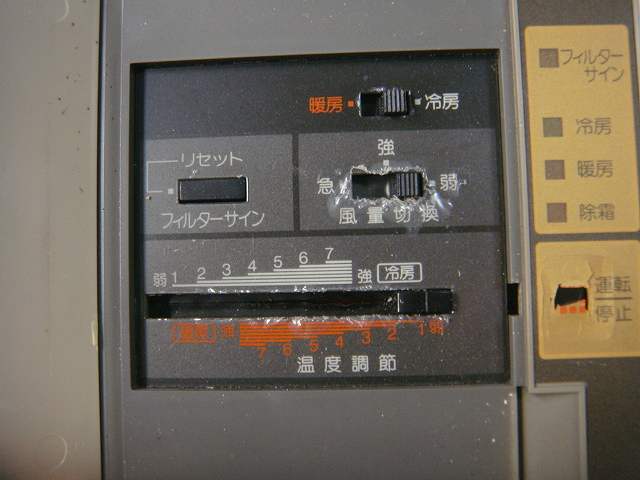 暖房 冷房
リセット
フィルターサイン
強
急 弱
風量切換
弱 1 2 3 4 5 6 7 強 冷房
暖房 強 7 6 5 4 3 2 1 弱
温度調節
フィルター
サイン
冷房
暖房
除霜
運転
停止